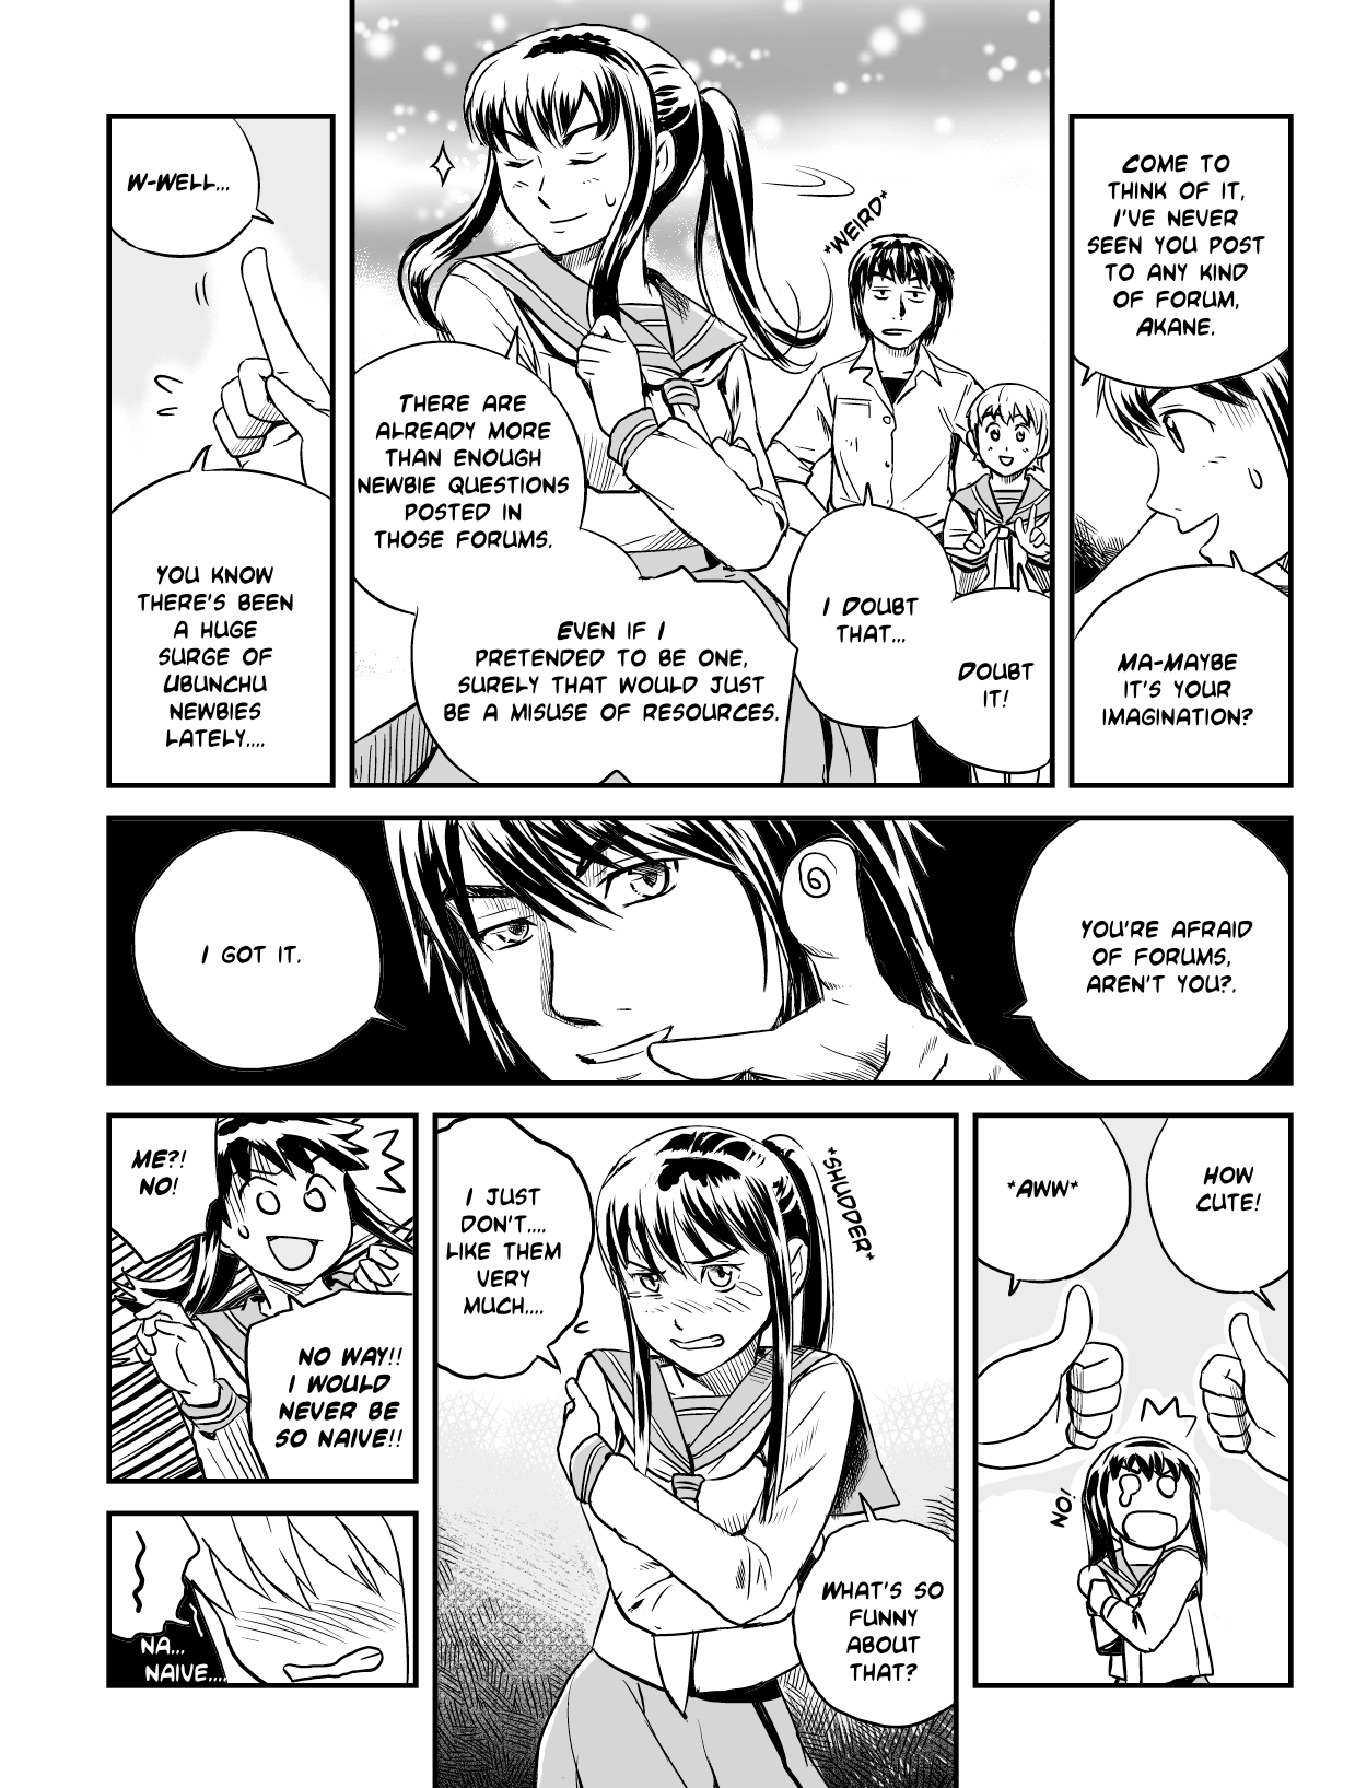 W-WELL...
YOU KNOW
THERE'S BEEN
A HUGE
SURGE OF
UBUNCHU
NEWBIES
LATELY....
THERE ARE
ALREADY MORE
THAN ENOUGH
NEWBIE QUESTIONS
POSTED IN
THOSE FORUMS.
EVEN IF I
PRETENDED TO BE ONE,
SURELY THAT WOULD JUST
BE A MISUSE OF RESOURCES.
*WEIRD*
I DOUBT
THAT...
DOUBT
IT!
COME TO
THINK OF IT,
I'VE NEVER
SEEN YOU POST
TO ANY KIND
OF FORUM,
AKANE.
MA-MAYBE
IT'S YOUR
IMAGINATION?
I GOT IT.
YOU'RE AFRAID
OF FORUMS,
AREN'T YOU?.
ME?!
NO!
NO WAY!!
I WOULD
NEVER BE
SO NAIVE!!
NA...
NAIVE....
I JUST
DON'T....
LIKE THEM
VERY
MUCH....
*SHUDDER*
WHAT'S SO
FUNNY
ABOUT
THAT?
*AWW*
HOW
CUTE!
NO!